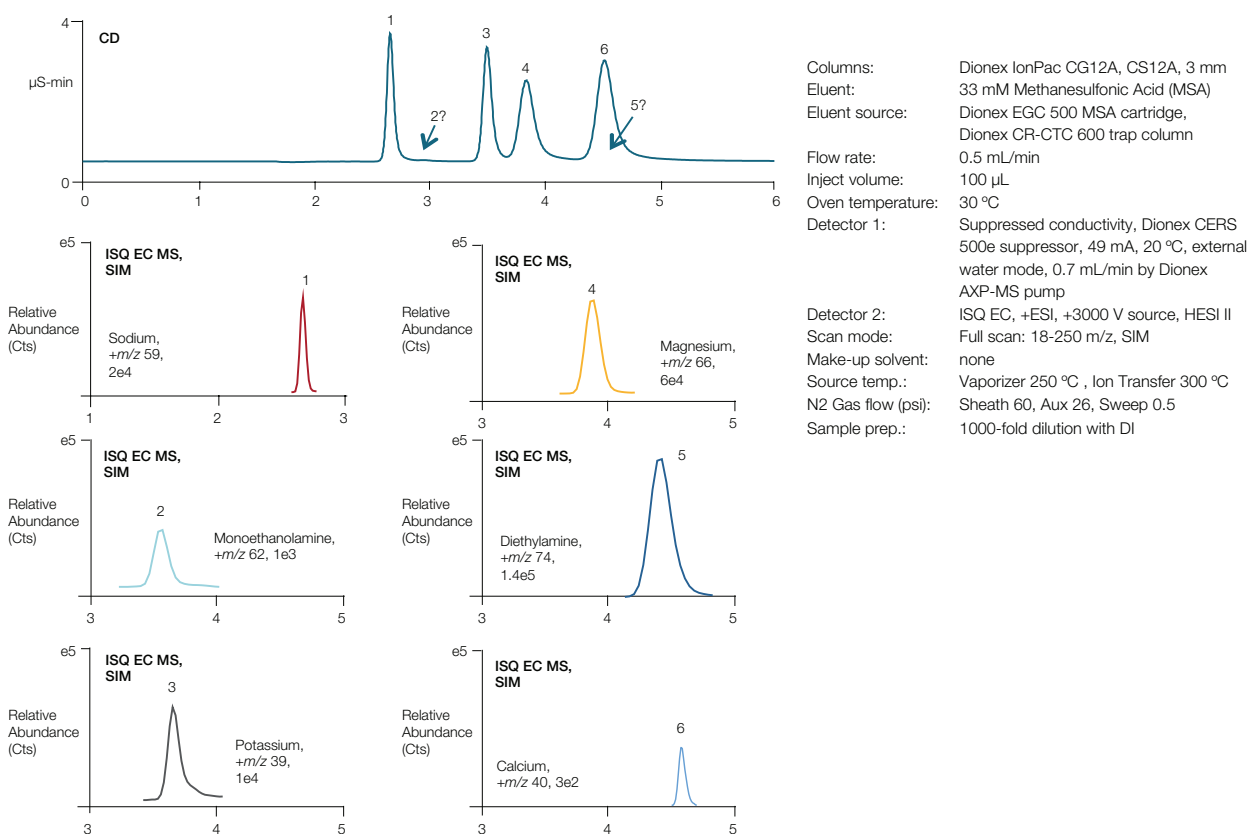 4
CD
µS-min
0
1
2?
3
4
6
5?
0
1
2
3
4
5
6
Columns: Dionex IonPac CG12A, CS12A, 3 mm
Eluent: 33 mM Methanesulfonic Acid (MSA)
Eluent source: Dionex EGC 500 MSA cartridge,
Dionex CR-CTC 600 trap column
Flow rate: 0.5 mL/min
Inject volume: 100 µL
Oven temperature: 30 ºC
Detector 1: Suppressed conductivity, Dionex CERS
500e suppressor, 49 mA, 20 ºC, external
water mode, 0.7 mL/min by Dionex
AXP-MS pump
Detector 2: ISQ EC, +ESI, +3000 V source, HESI II
Scan mode: Full scan: 18-250 m/z, SIM
Make-up solvent: none
Source temp.: Vaporizer 250 ºC , Ion Transfer 300 ºC
N2 Gas flow (psi): Sheath 60, Aux 26, Sweep 0.5
Sample prep.: 1000-fold dilution with DI
e5
ISQ EC MS,
SIM
1
Relative
Abundance
(Cts)
Sodium,
+m/z 59,
2e4
1
2
3
e5
ISQ EC MS,
SIM
4
Relative
Abundance
(Cts)
Magnesium,
+m/z 66,
6e4
3
4
5
e5
ISQ EC MS,
SIM
2
Relative
Abundance
(Cts)
Monoethanolamine,
+m/z 62, 1e3
3
4
5
e5
ISQ EC MS,
SIM
5
Relative
Abundance
(Cts)
Diethylamine,
+m/z 74,
1.4e5
3
4
5
e5
ISQ EC MS,
SIM
3
Relative
Abundance
(Cts)
Potassium,
+m/z 39,
1e4
3
4
5
e5
ISQ EC MS,
SIM
6
Relative
Abundance
(Cts)
Calcium,
+m/z 40, 3e2
3
4
5